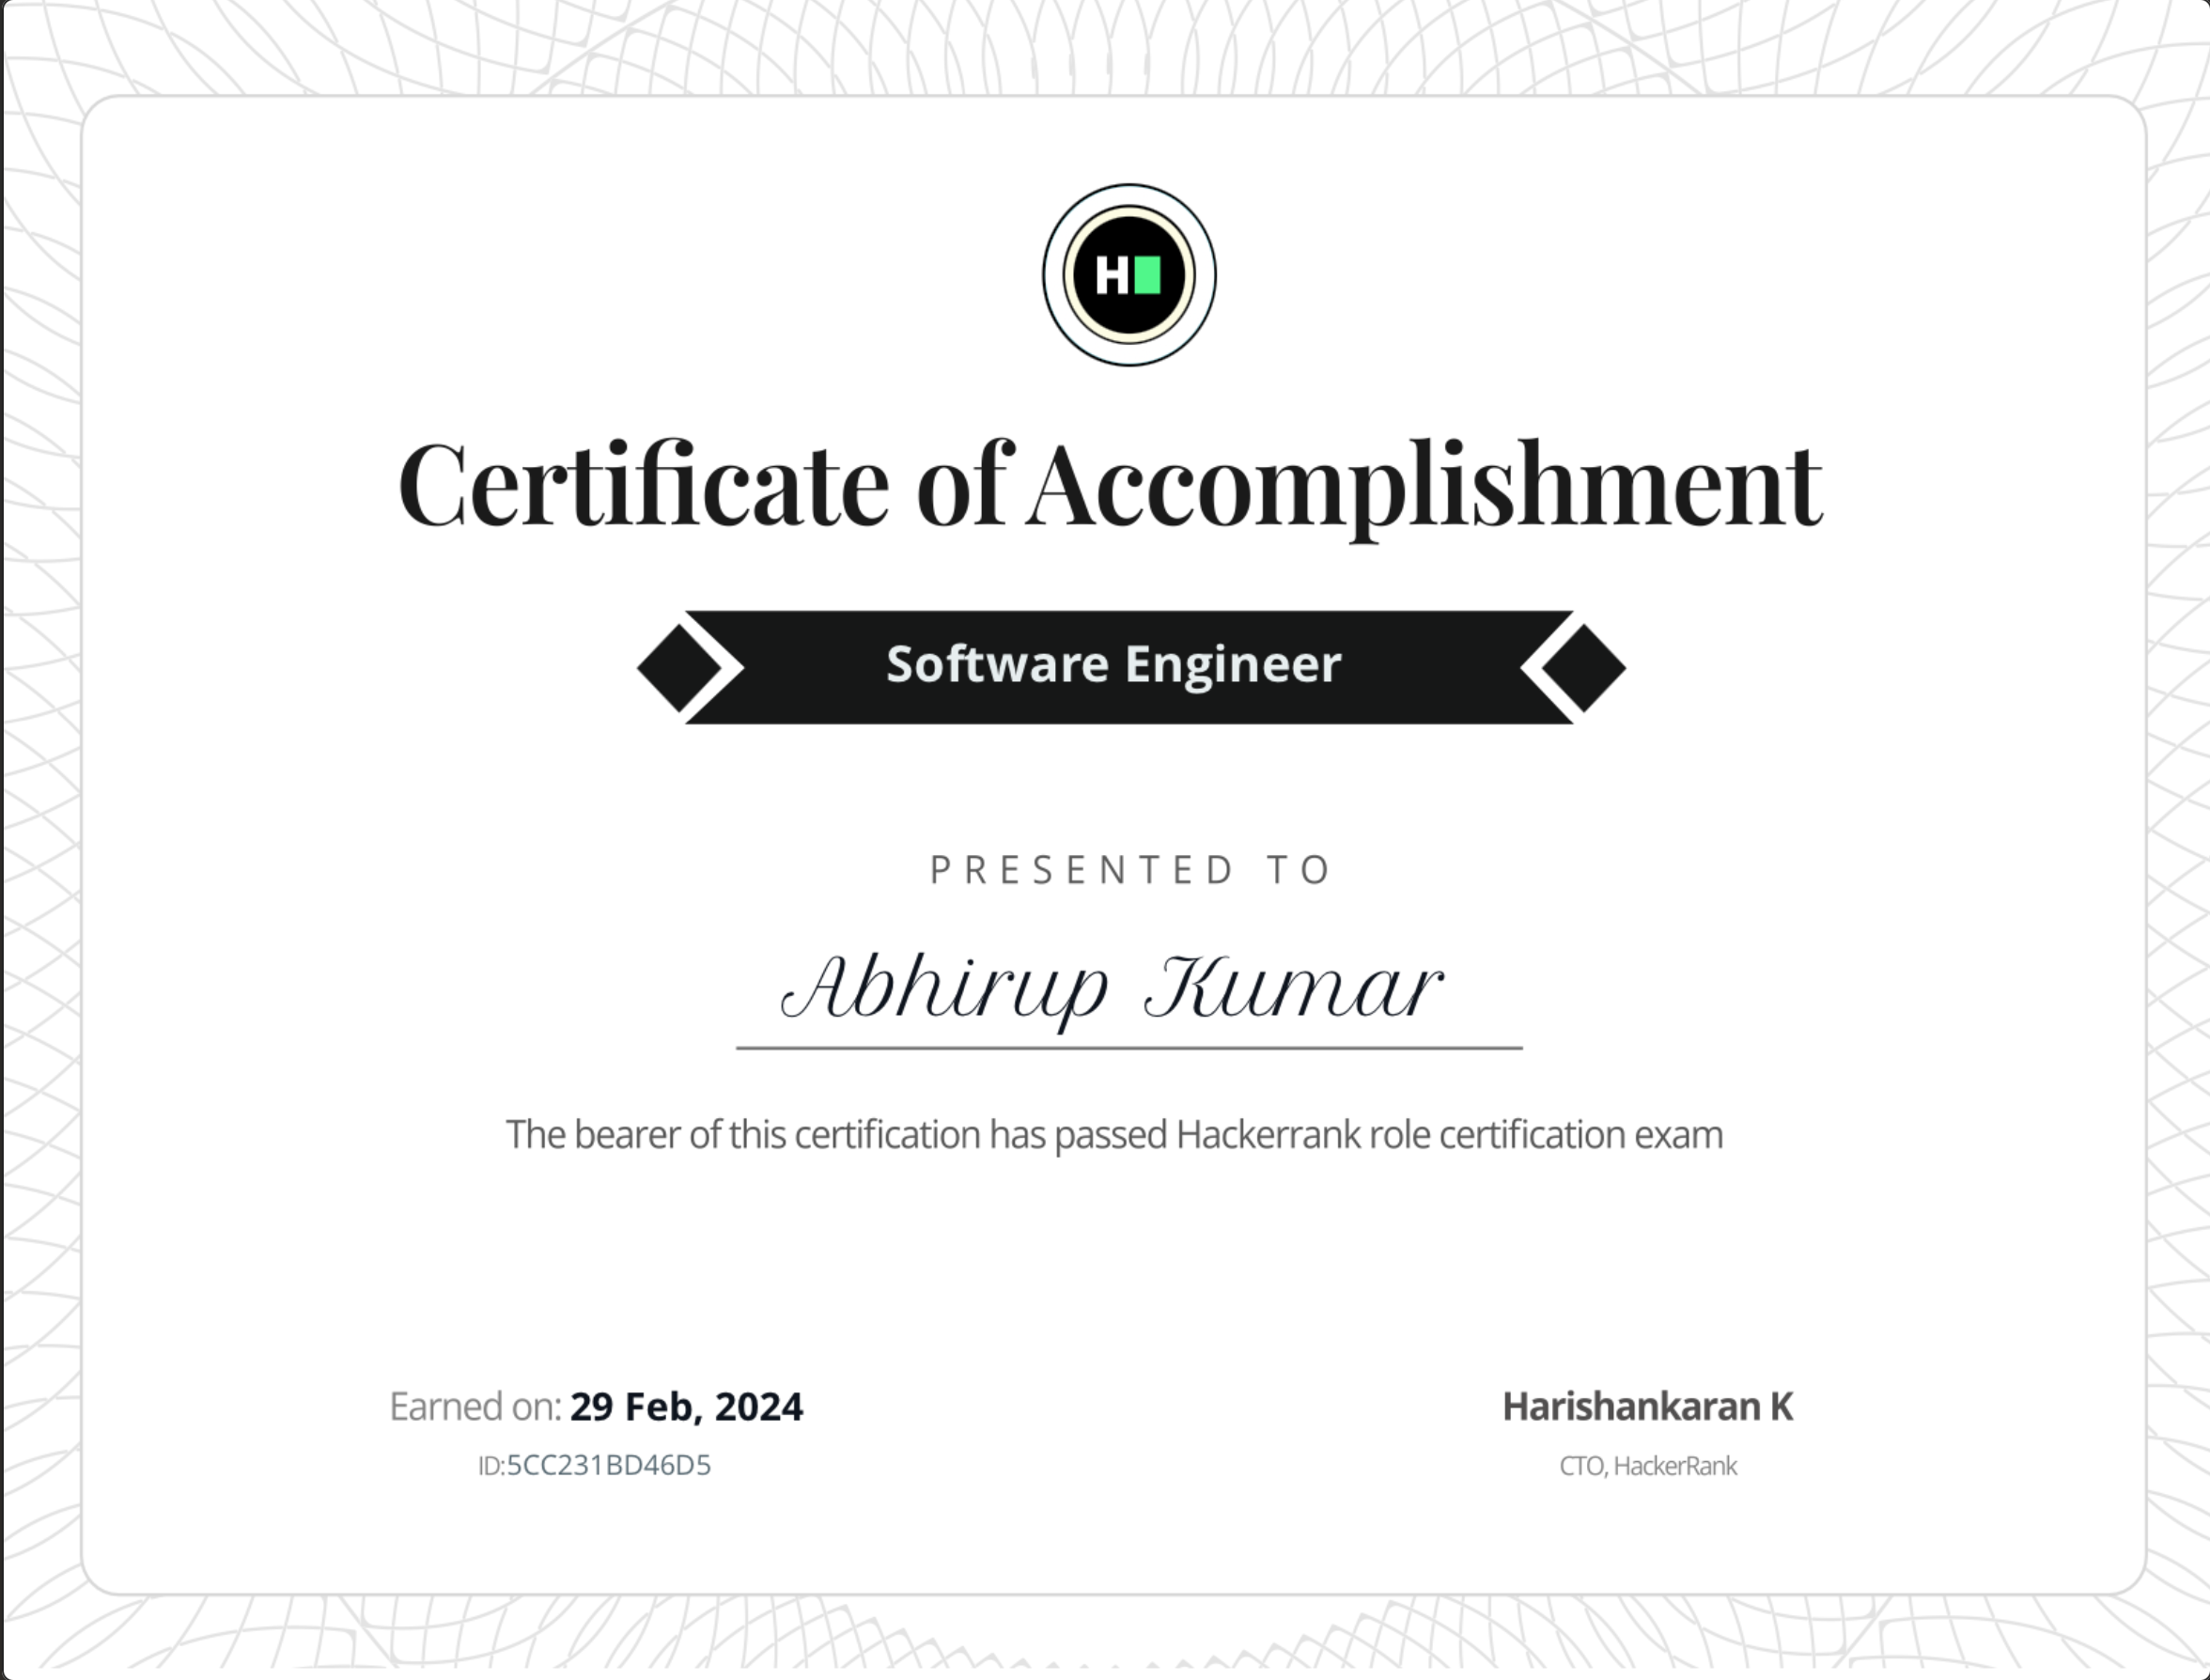 H
Certificate of Accomplishment
Software Engineer
PRESENTED TO
Abhirup Kumar
The bearer of this certification has passed Hackerrank role certification exam
Earned on: 29 Feb, 2024
ID:5CC231BD46D5
Harishankaran K
CTO, HackerRank